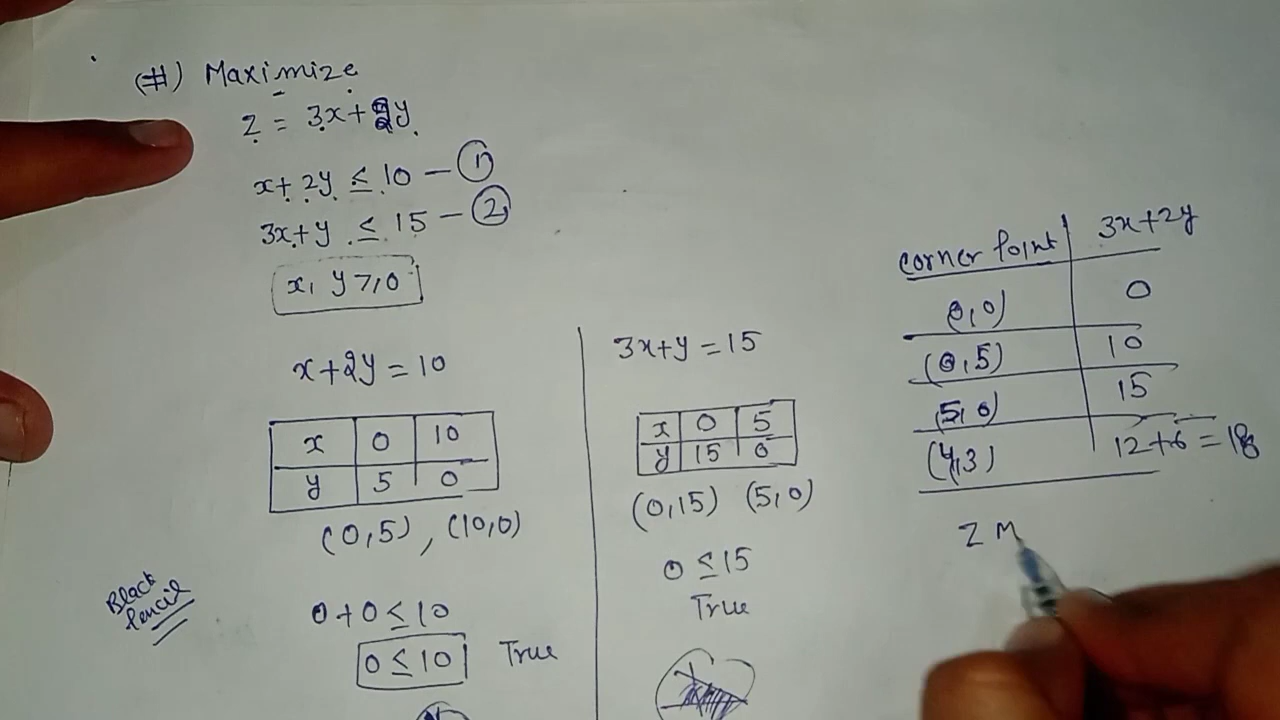 (#) Maximize
Z = 3x+2y
x+2y ≤ 10 — ①
3x+y ≤ 15 — ②
x, y ≥ 0
x+2y = 10
x 0 10
y 5 0
(0,5), (10,0)
0+0 ≤ 10
0 ≤ 10 True
Black
Pencil
3x+y = 15
x 0 5
y 15 0
(0,15) (5,0)
0 ≤ 15
True
corner Point 3x+2y
(0,0) 0
(0,5) 10
(5,0) 15
(4,3) 12+6 = 18
Z M